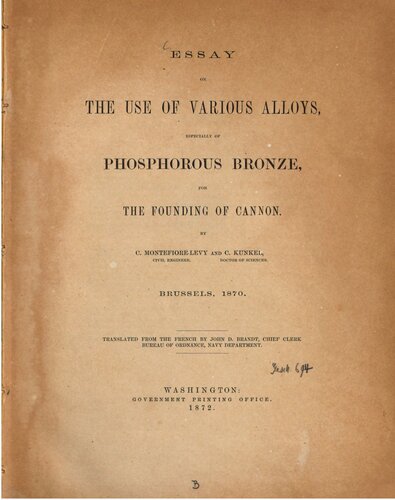 ESSAY
ON
THE USE OF VARIOUS ALLOYS,
ESPECIALLY OF
PHOSPHOROUS BRONZE,
FOR
THE FOUNDING OF CANNON.
BY
C. MONTEFIORE-LEVY AND C. KUNKEL,
CIVIL ENGINEER. DOCTOR OF SCIENCES.
BRUSSELS, 1870.
TRANSLATED FROM THE FRENCH BY JOHN D. BRANDT, CHIEF CLERK
BUREAU OF ORDNANCE, NAVY DEPARTMENT.
WASHINGTON:
GOVERNMENT PRINTING OFFICE.
1872.
B